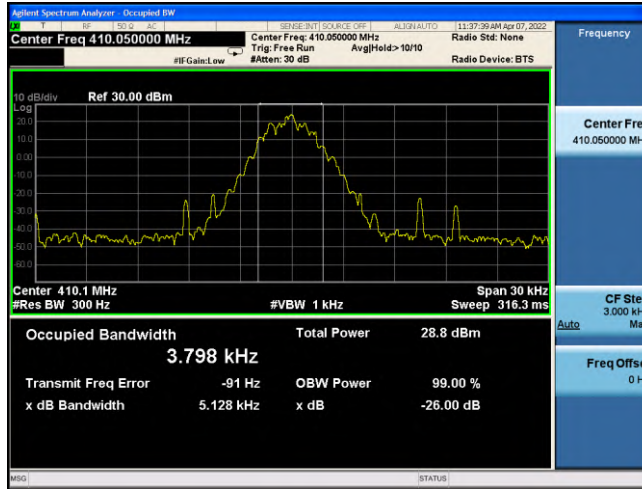 Agilent Spectrum Analyzer - Occupied BW
T RF 50 Ω AC SENSE:INT SOURCE OFF ALIGN AUTO 11:37:39 AM Apr 07, 2022
Center Freq 410.050000 MHz Center Freq: 410.050000 MHz Radio Std: None Frequency
Trig: Free Run Avg|Hold:> 10/10
#IFGain:Low #Atten: 30 dB Radio Device: BTS
10 dB/div Ref 30.00 dBm
Log
20.0
10.0
0.00
-10.0
-20.0
-30.0
-40.0
-50.0
-60.0
Center Fre
410.050000 MH
Center 410.1 MHz Span 30 kHz
#Res BW 300 Hz #VBW 1 kHz Sweep 316.3 ms
CF Ste
3.000 kH
Auto Ma
Occupied Bandwidth Total Power 28.8 dBm
3.798 kHz
Freq Offse
0 H
Transmit Freq Error -91 Hz OBW Power 99.00 %
x dB Bandwidth 5.128 kHz x dB -26.00 dB
MSG STATUS